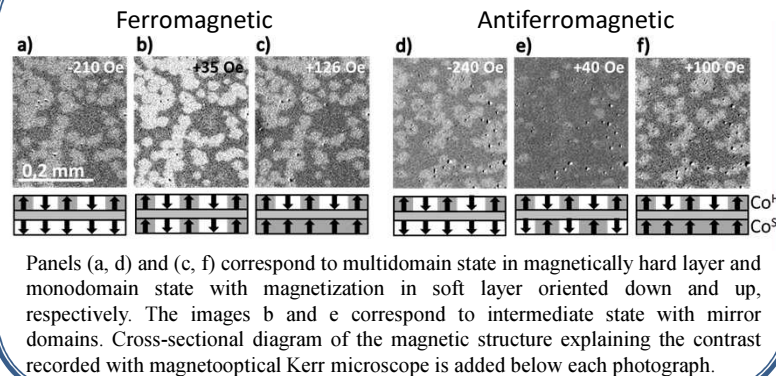 Ferromagnetic Antiferromagnetic
a) b) c) d) e) f)
-210 Oe +35 Oe +126 Oe -240 Oe +40 Oe +100 Oe
0,2 mm
Co^H
Co^S
Panels (a, d) and (c, f) correspond to multidomain state in magnetically hard layer and
monodomain state with magnetization in soft layer oriented down and up,
respectively. The images b and e correspond to intermediate state with mirror
domains. Cross-sectional diagram of the magnetic structure explaining the contrast
recorded with magnetooptical Kerr microscope is added below each photograph.